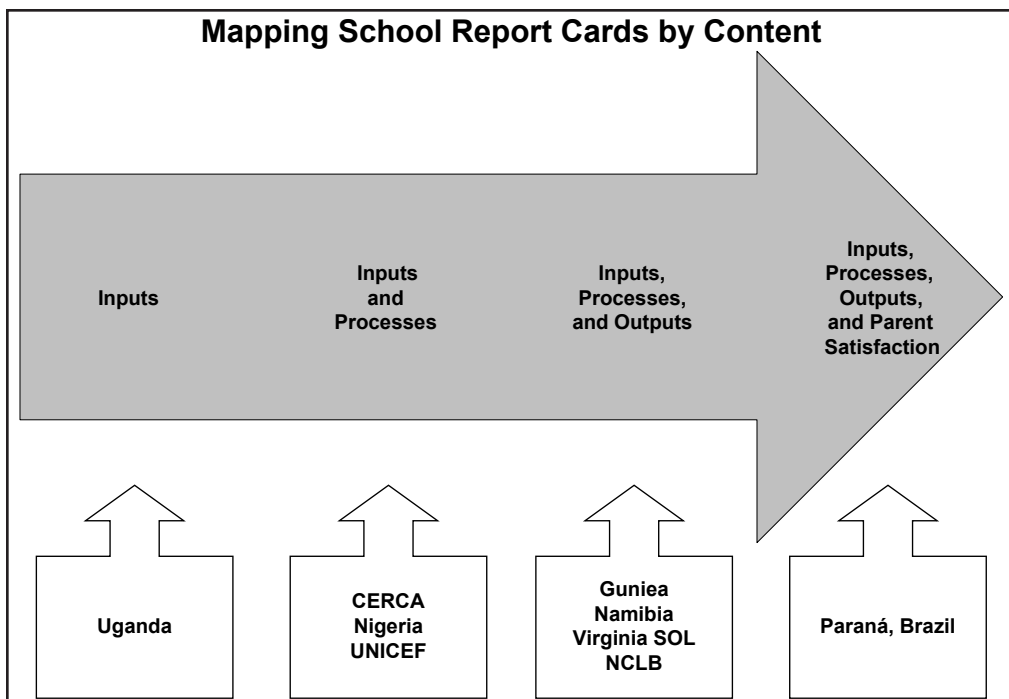 Mapping School Report Cards by Content
Inputs
Inputs
and
Processes
Inputs,
Processes,
and Outputs
Inputs,
Processes,
Outputs,
and Parent
Satisfaction
Uganda
CERCA
Nigeria
UNICEF
Guniea
Namibia
Virginia SOL
NCLB
Paraná, Brazil